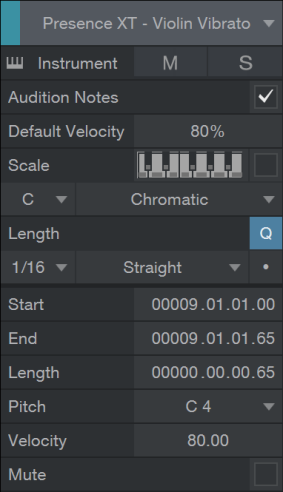 Presence XT - Violin Vibrato
Instrument M S
Audition Notes
Default Velocity 80%
Scale
C Chromatic
Length Q
1/16 Straight
Start 00009.01.01.00
End 00009.01.01.65
Length 00000.00.00.65
Pitch C 4
Velocity 80.00
Mute